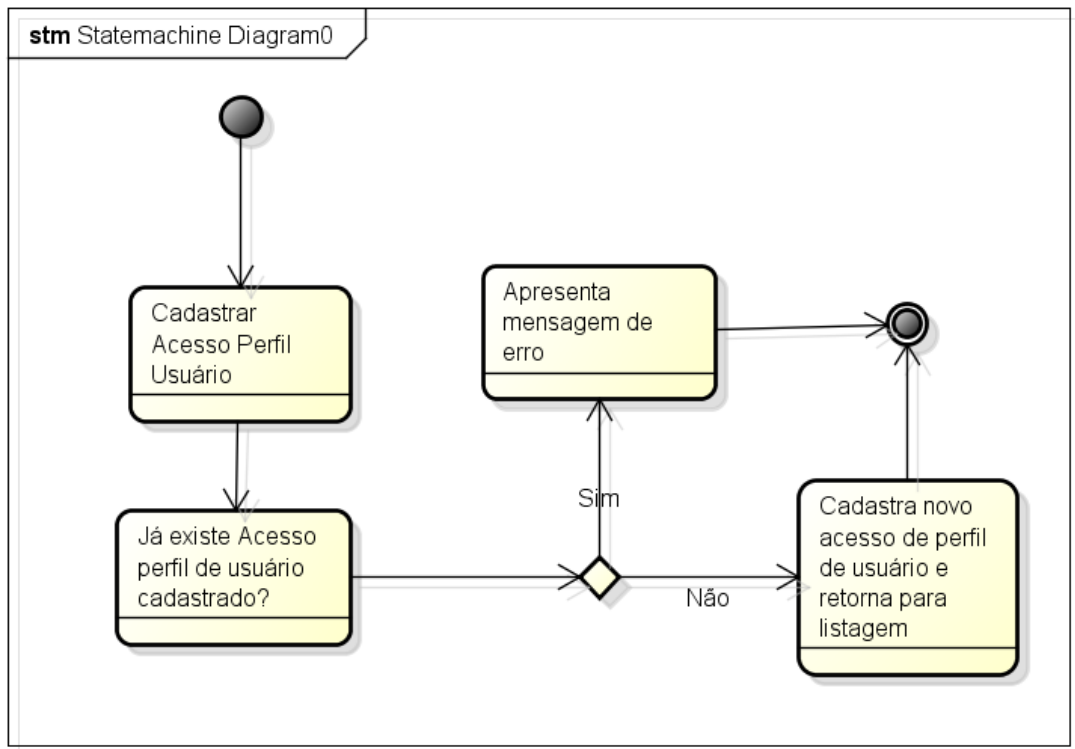 stm Statemachine Diagram0
Cadastrar
Acesso Perfil
Usuário
Já existe Acesso
perfil de usuário
cadastrado?
Apresenta
mensagem de
erro
Sim
Não
Cadastra novo
acesso de perfil
de usuário e
retorna para
listagem